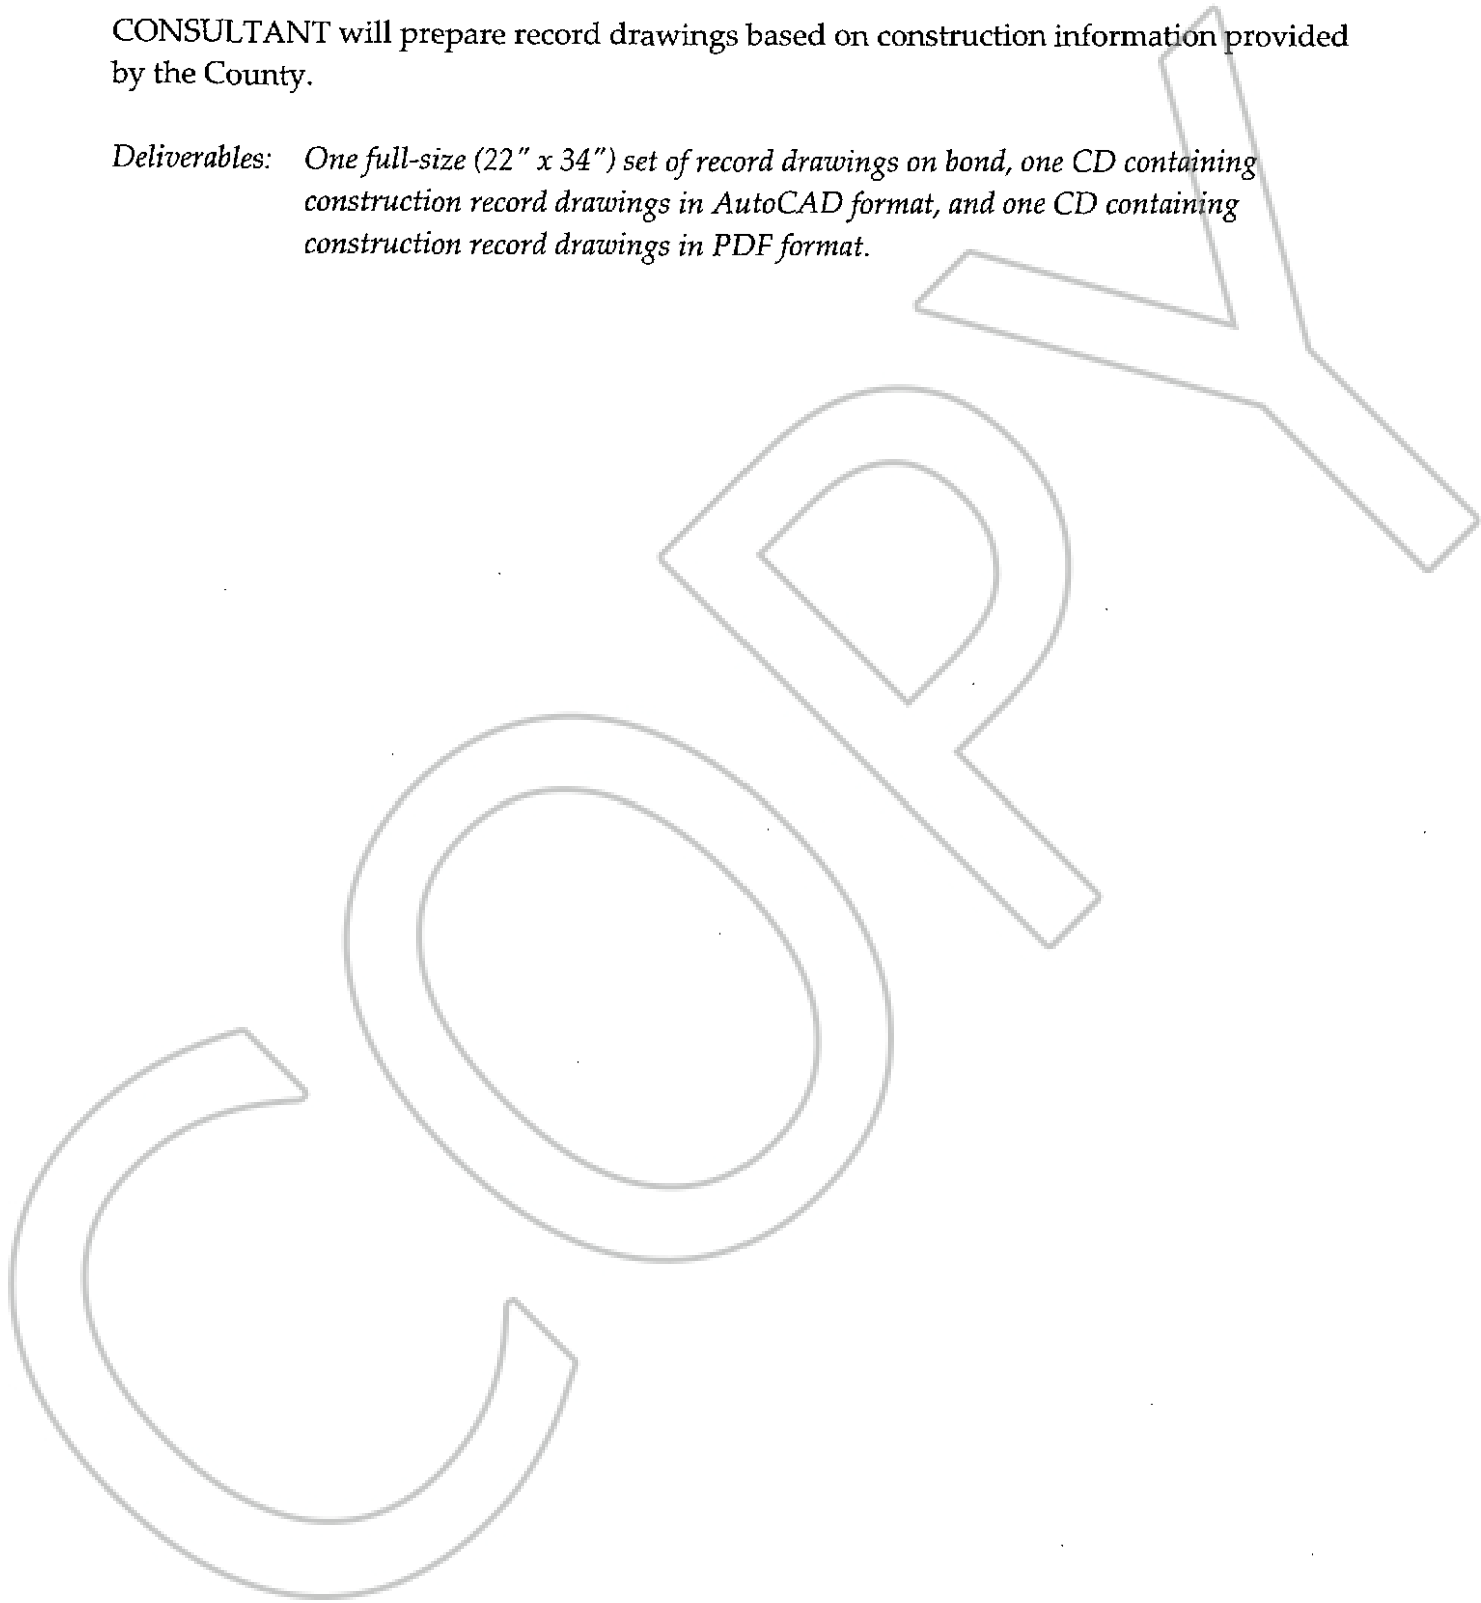 CONSULTANT will prepare record drawings based on construction information provided
by the County.
Deliverables: One full-size (22" x 34") set of record drawings on bond, one CD containing
construction record drawings in AutoCAD format, and one CD containing
construction record drawings in PDF format.
COPY